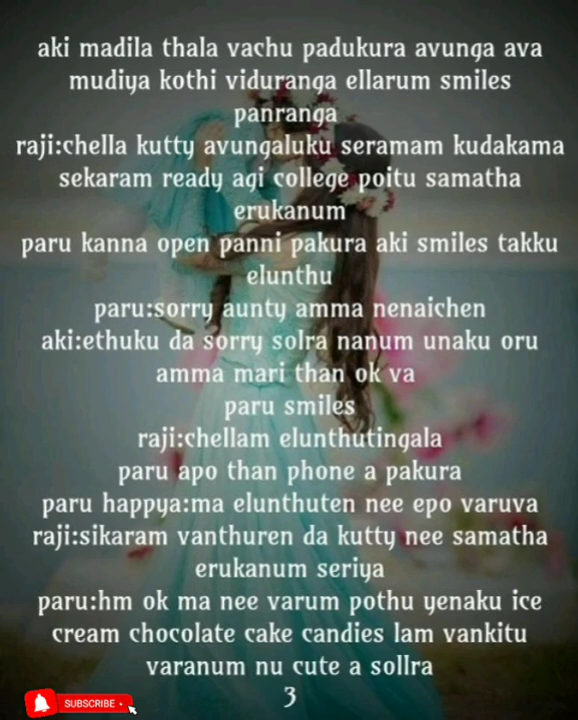 aki madila thala vachu padukura avunga ava
mudiya kothi viduranga ellarum smiles
panranga
raji:chella kutty avungaluku seramam kudakama
sekaram ready agi college poitu samatha
erukanum
paru kanna open panni pakura aki smiles takku
elunthu
paru:sorry aunty amma nenaichen
aki:ethuku da sorry solra nanum unaku oru
amma mari than ok va
paru smiles
raji:chellam elunthutingala
paru apo than phone a pakura
paru happya:ma elunthuten nee epo varuva
raji:sikaram vanthuren da kutty nee samatha
erukanum seriya
paru:hm ok ma nee varum pothu yenaku ice
cream chocolate cake candies lam vankitu
varanum nu cute a sollra
3
SUBSCRIBE